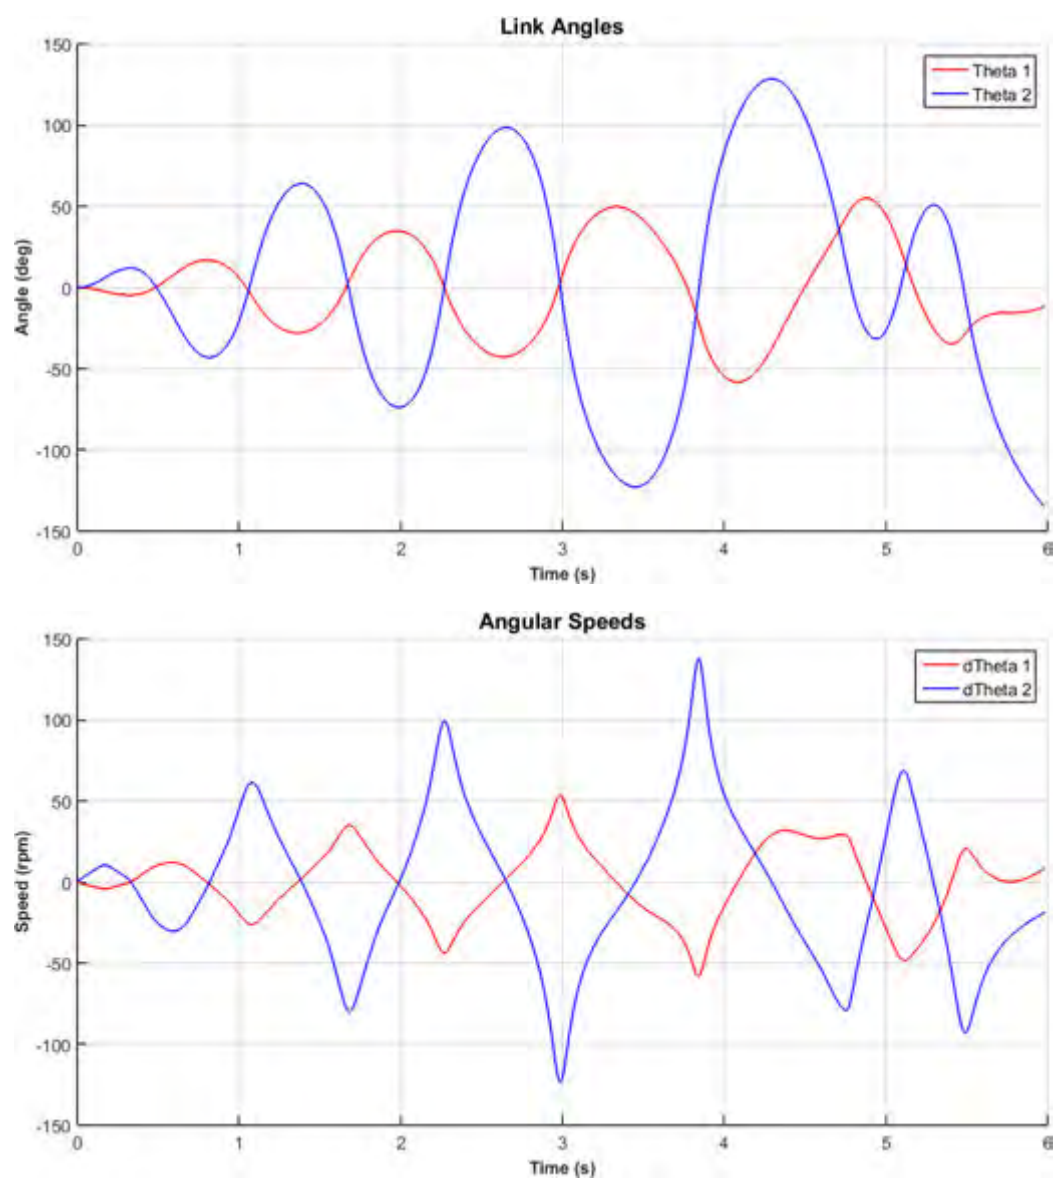 Link Angles
150
100
50
0
-50
-100
-150
Angle (deg)
Theta 1
Theta 2
0 1 2 3 4 5 6
Time (s)
Angular Speeds
150
100
50
0
-50
-100
-150
Speed (rpm)
dTheta 1
dTheta 2
0 1 2 3 4 5 6
Time (s)